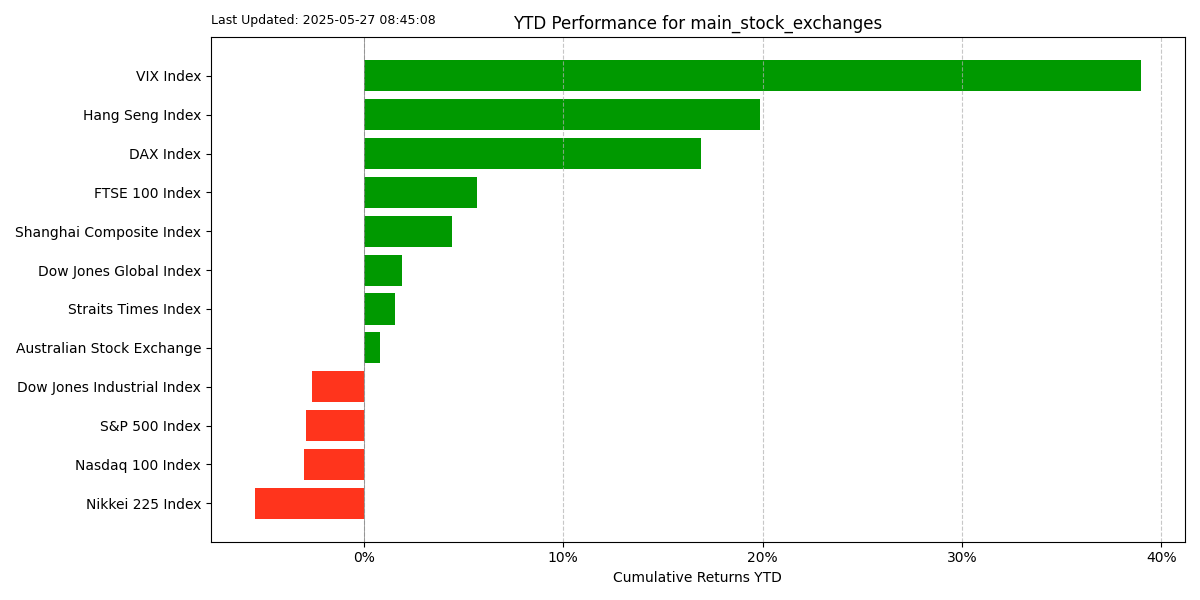 Last Updated: 2025-05-27 08:45:08
YTD Performance for main_stock_exchanges
VIX Index
Hang Seng Index
DAX Index
FTSE 100 Index
Shanghai Composite Index
Dow Jones Global Index
Straits Times Index
Australian Stock Exchange
Dow Jones Industrial Index
S&P 500 Index
Nasdaq 100 Index
Nikkei 225 Index
0% 10% 20% 30% 40%
Cumulative Returns YTD